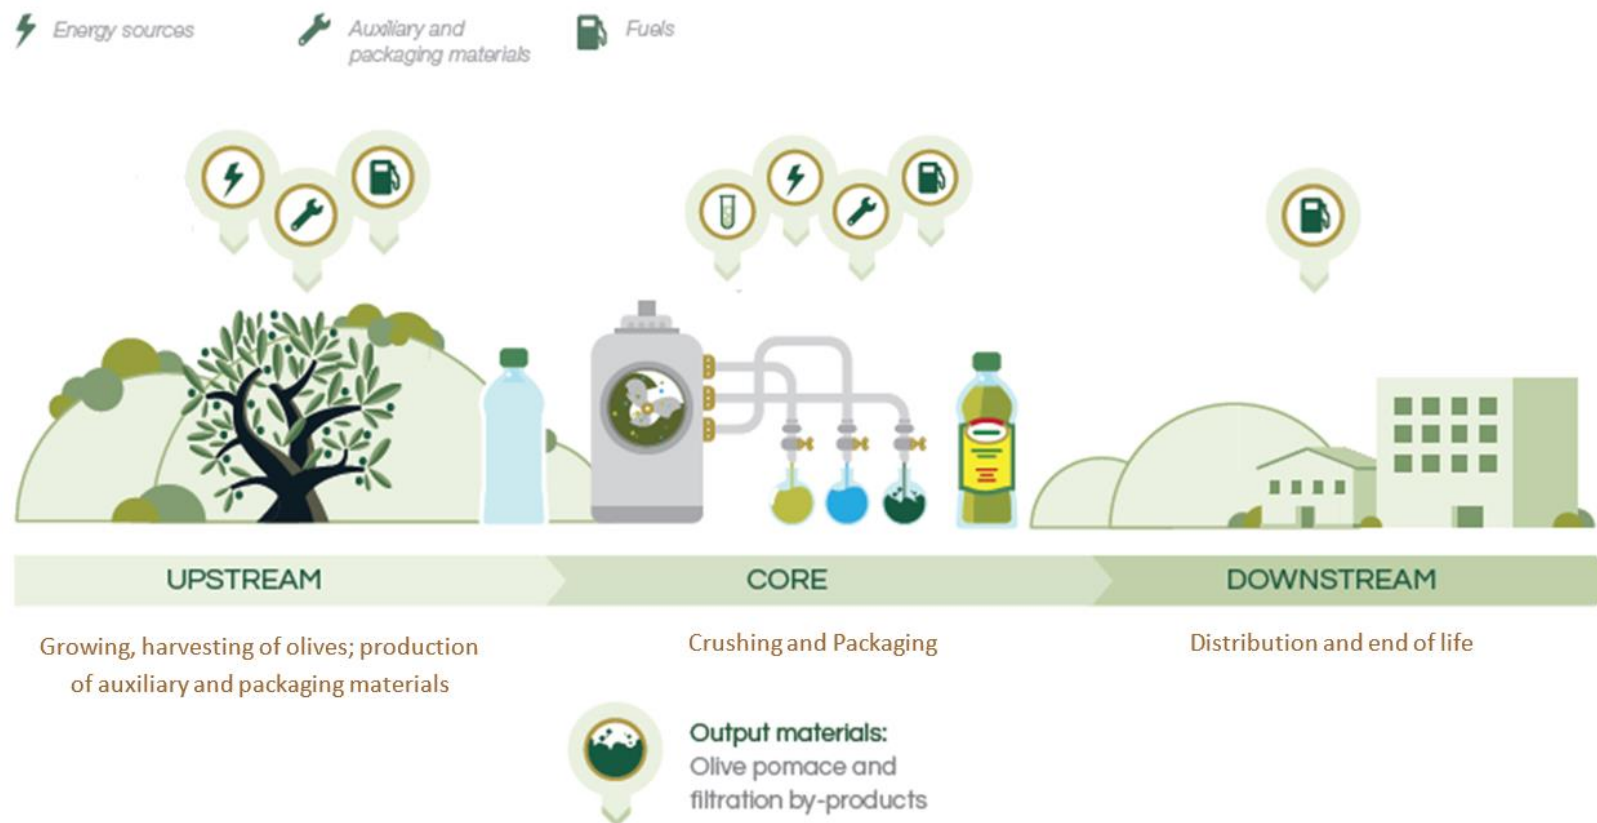 Energy sources
Auxiliary and
packaging materials
Fuels
UPSTREAM
CORE
DOWNSTREAM
Growing, harvesting of olives; production
of auxiliary and packaging materials
Crushing and Packaging
Distribution and end of life
Output materials:
Olive pomace and
filtration by-products